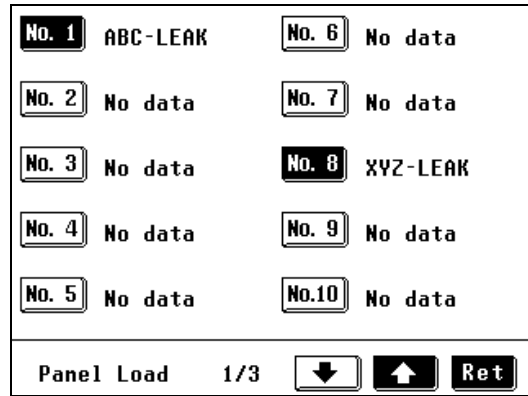 No. 1 ABC-LEAK No. 6 No data
No. 2 No data No. 7 No data
No. 3 No data No. 8 XYZ-LEAK
No. 4 No data No. 9 No data
No. 5 No data No.10 No data
Panel Load 1/3 Ret